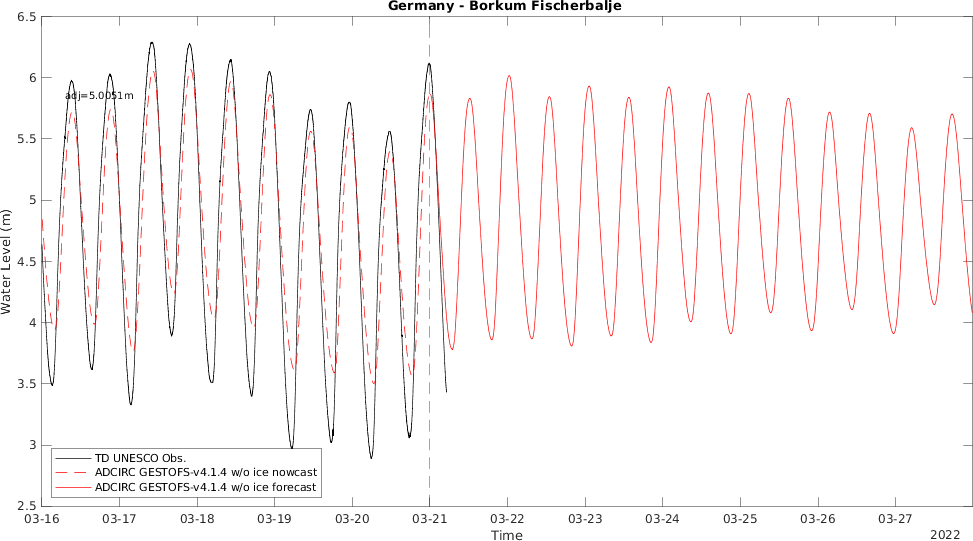 Germany - Borkum Fischerbalje
6.5
6
5.5
5
4.5
4
3.5
3
2.5
Water Level (m)
adj=5.0051m
TD UNESCO Obs.
ADCIRC GESTOFS-v4.1.4 w/o ice nowcast
ADCIRC GESTOFS-v4.1.4 w/o ice forecast
03-16 03-17 03-18 03-19 03-20 03-21 03-22 03-23 03-24 03-25 03-26 03-27
Time
2022